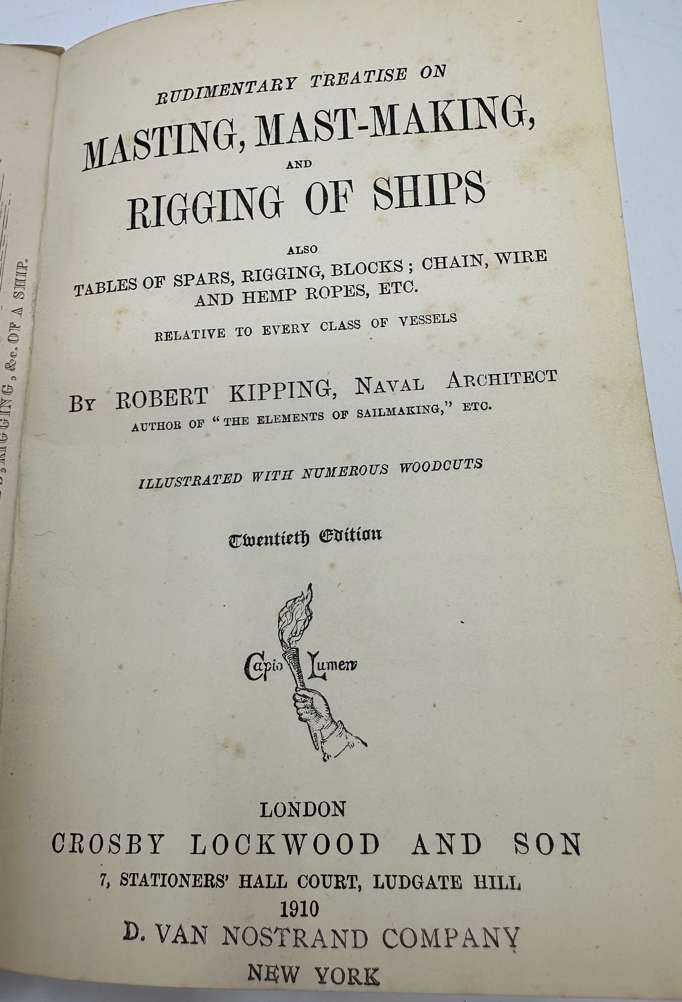 RUDIMENTARY TREATISE ON
MASTING, MAST-MAKING,
AND
RIGGING OF SHIPS
ALSO
TABLES OF SPARS, RIGGING, BLOCKS; CHAIN, WIRE
AND HEMP ROPES, ETC.
RELATIVE TO EVERY CLASS OF VESSELS
BY ROBERT KIPPING, NAVAL ARCHITECT
AUTHOR OF "THE ELEMENTS OF SAILMAKING," ETC.
ILLUSTRATED WITH NUMEROUS WOODCUTS
Twentieth Edition
Capio Lumen
LONDON
CROSBY LOCKWOOD AND SON
7, STATIONERS' HALL COURT, LUDGATE HILL
1910
D. VAN NOSTRAND COMPANY
NEW YORK
RIGGING, &c. OF A SHIP.